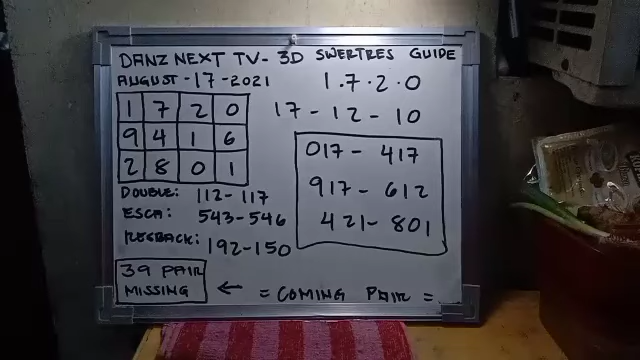 DANZ NEXT TV- 3D SWERTRES GUIDE
AUGUST-17-2021
1.7.2.0
1 7 2 0
9 4 1 6
2 8 0 1
17-12-10
017-417
917-612
421-801
DOUBLE: 112-117
ESCA: 543-546
RESBACK: 192-150
39 PAIR
MISSING
← = COMING PAIR =